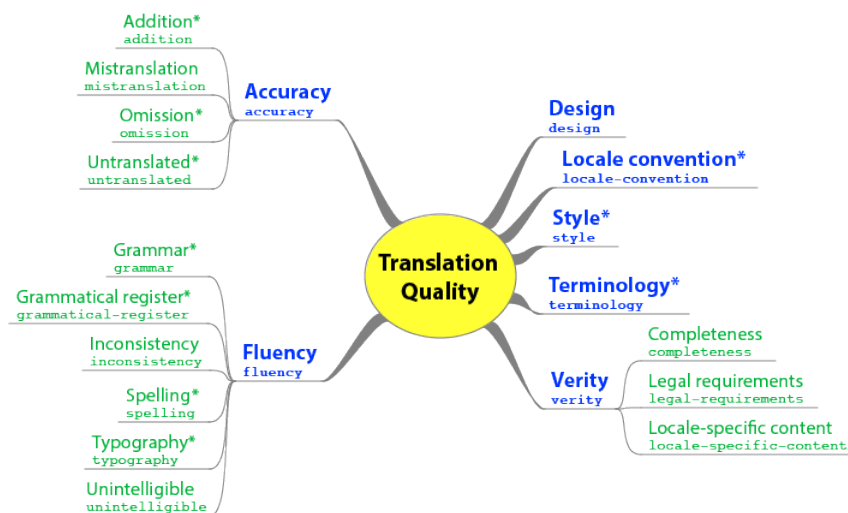 Addition*
addition
Mistranslation
mistranslation
Omission*
omission
Untranslated*
untranslated
Accuracy
accuracy
Grammar*
grammar
Grammatical register*
grammatical-register
Inconsistency
inconsistency
Spelling*
spelling
Typography*
typography
Unintelligible
unintelligible
Fluency
fluency
Translation
Quality
Design
design
Locale convention*
locale-convention
Style*
style
Terminology*
terminology
Verity
verity
Completeness
completeness
Legal requirements
legal-requirements
Locale-specific content
locale-specific-content